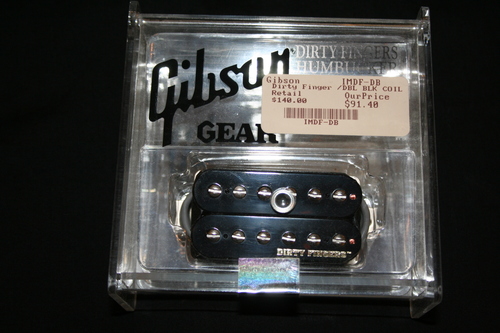 Gibson
GEAR
DIRTY FINGERS
HUMBUCKER
Gibson IMDF-DB
Dirty Finger /DBL BLK COIL
Retail OurPrice
$140.00 $91.40
IMDF-DB
DIRTY FINGERS